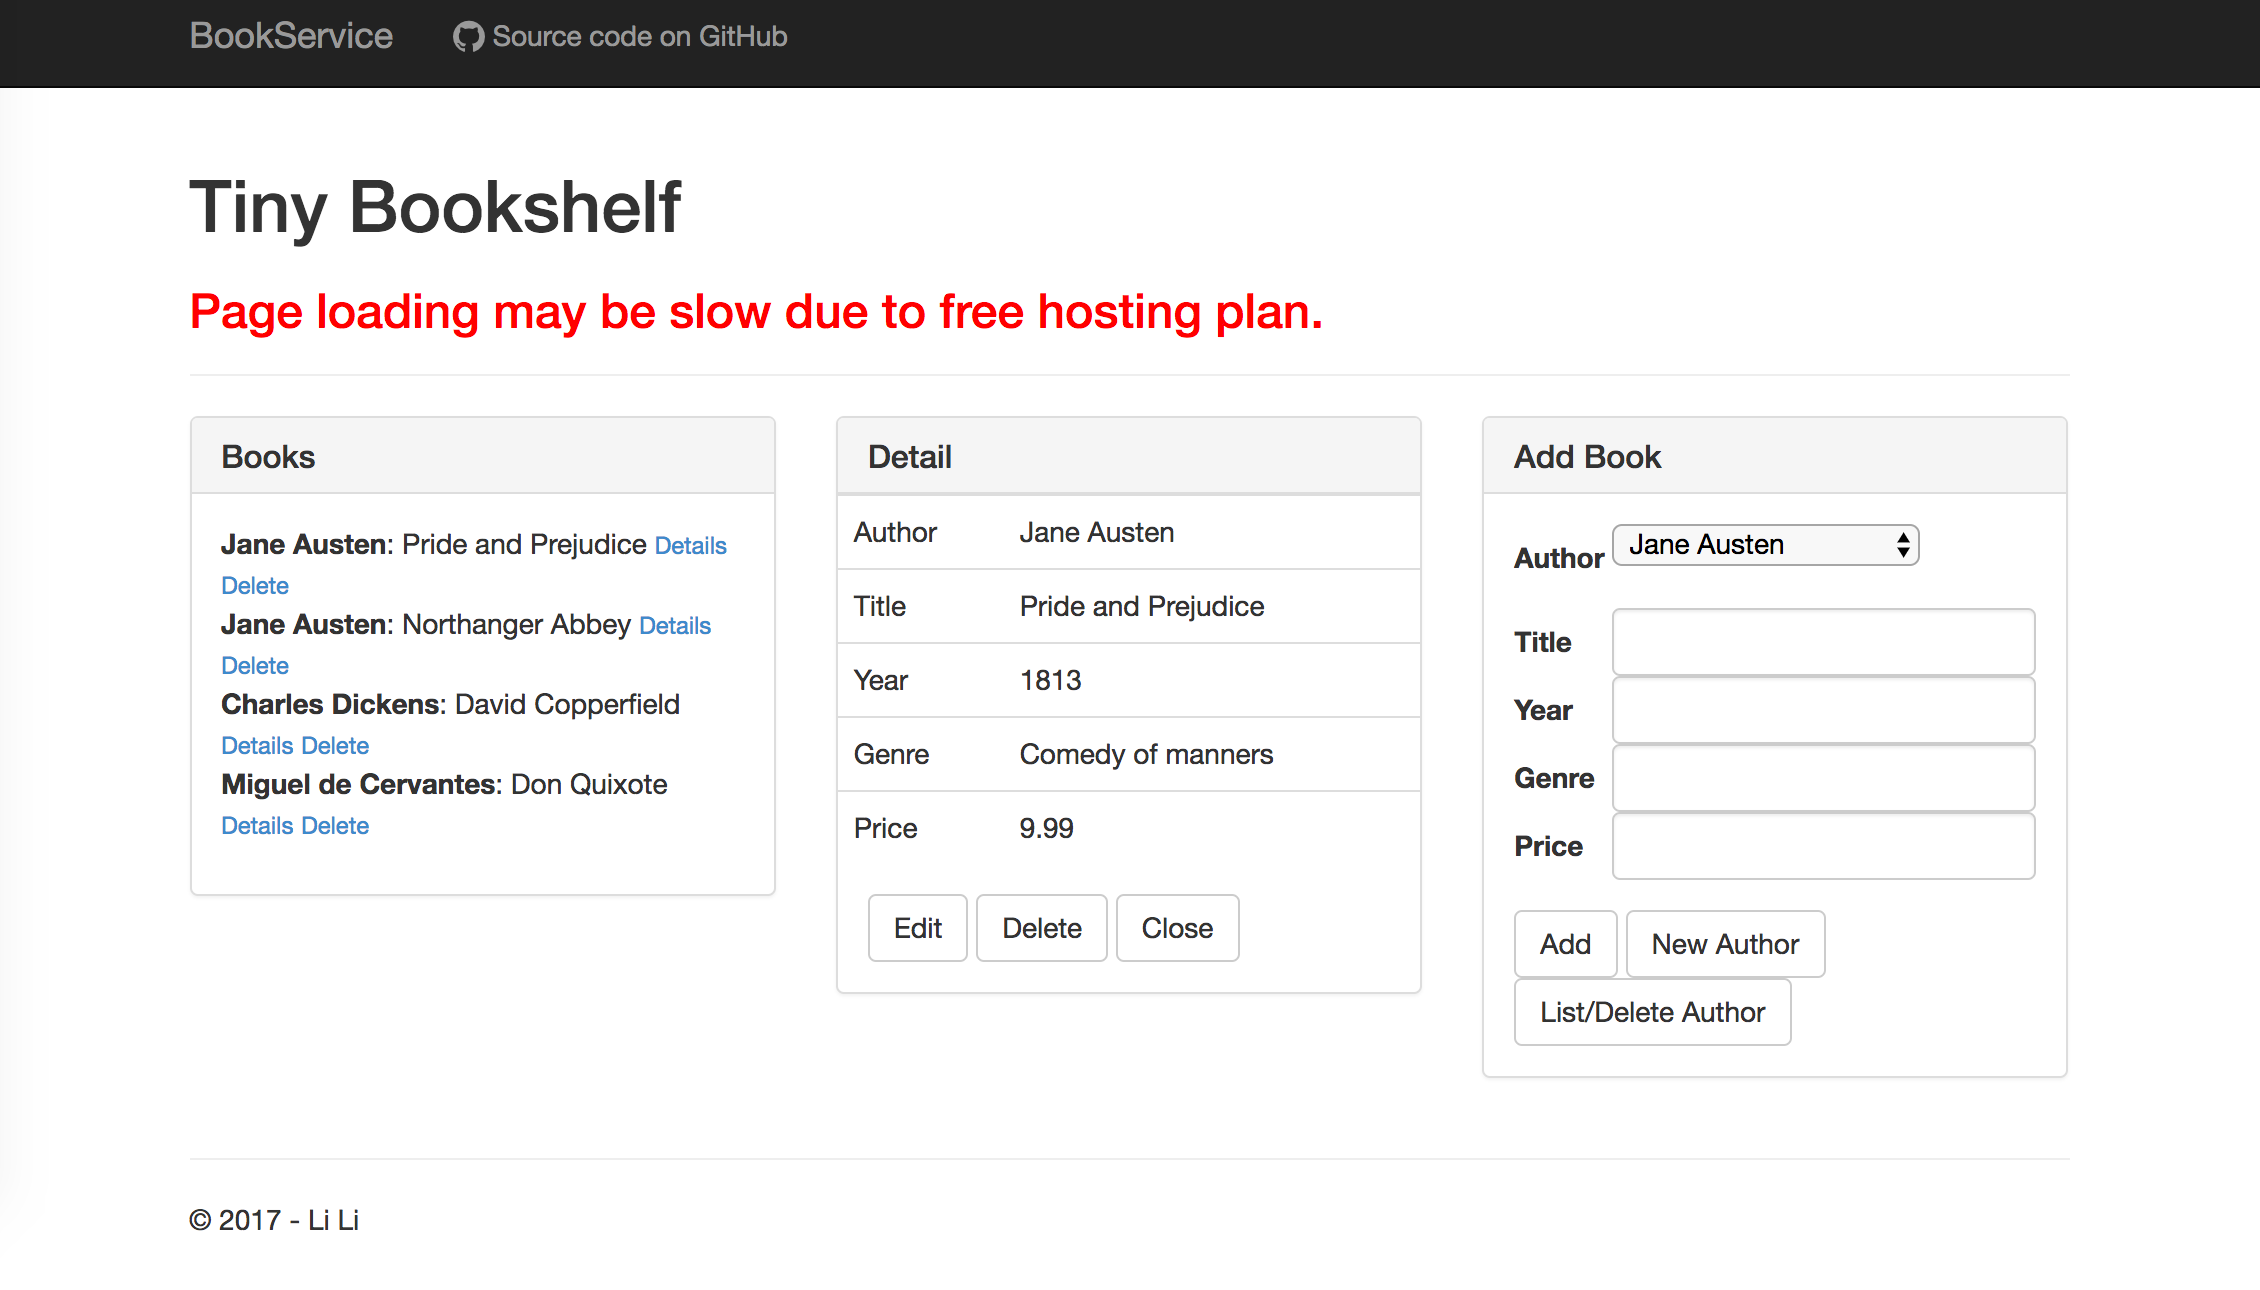 BookService
Source code on GitHub
Tiny Bookshelf
Page loading may be slow due to free hosting plan.
Books
Jane Austen: Pride and Prejudice Details
Delete
Jane Austen: Northanger Abbey Details
Delete
Charles Dickens: David Copperfield
Details Delete
Miguel de Cervantes: Don Quixote
Details Delete
Detail
Author Jane Austen
Title Pride and Prejudice
Year 1813
Genre Comedy of manners
Price 9.99
Edit Delete Close
Add Book
Author Jane Austen
Title
Year
Genre
Price
Add New Author
List/Delete Author
© 2017 - Li Li